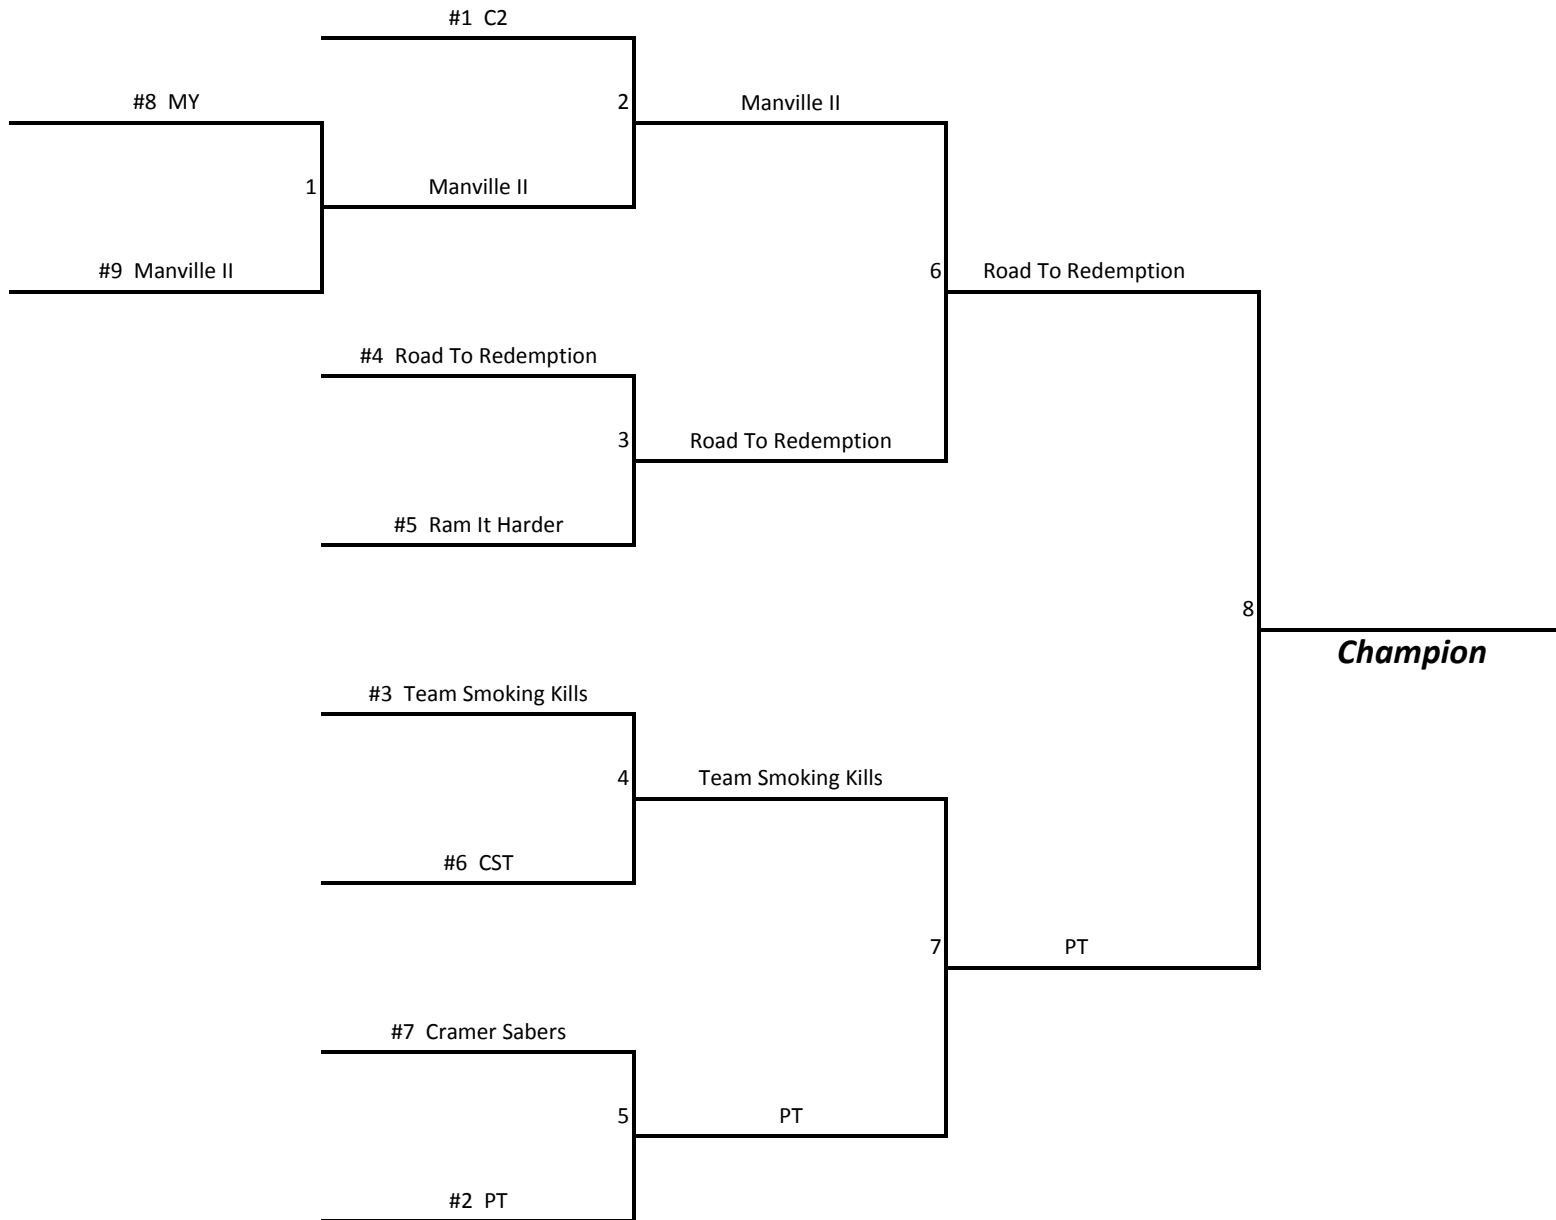 #1 C2
#8 MY
2
Manville II
1
Manville II
#9 Manville II
6
Road To Redemption
#4 Road To Redemption
3
Road To Redemption
#5 Ram It Harder
8
Champion
#3 Team Smoking Kills
4
Team Smoking Kills
#6 CST
7
PT
#7 Cramer Sabers
5
PT
#2 PT